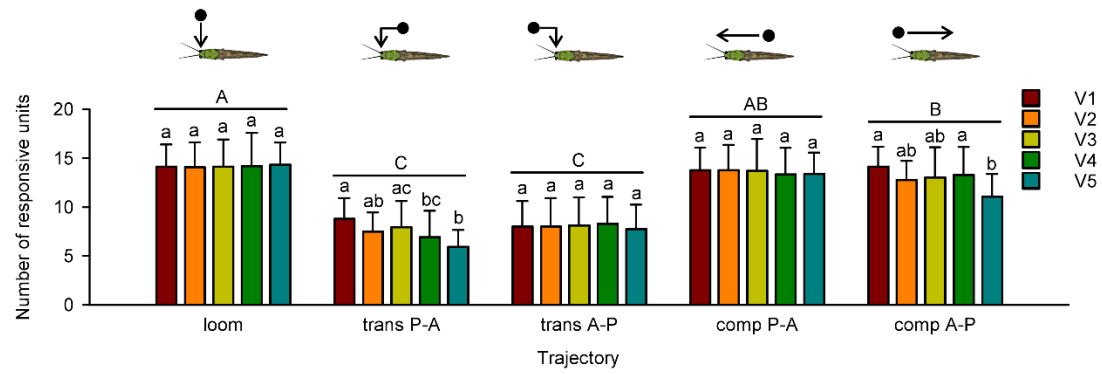 A
a a a a a
C
a ab ac bc b
C
a a a a a
AB
a a a a a
B
a ab ab a b
V1
V2
V3
V4
V5
Number of responsive units
20
15
10
5
0
loom trans P-A trans A-P comp P-A comp A-P
Trajectory